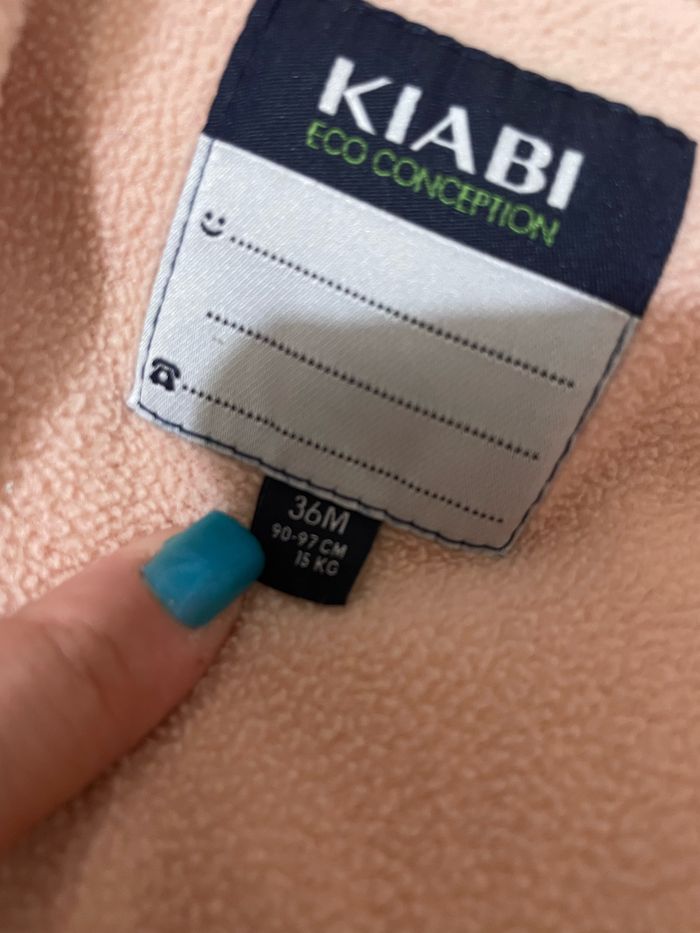 KIABI
ECO CONCEPTION
36M
90-97 CM
15 KG